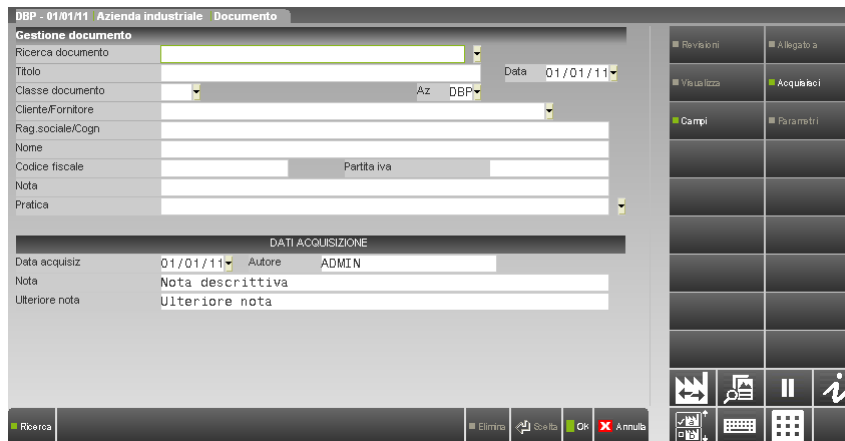 DBP - 01/01/11 Azienda industriale Documento
Gestione documento
Ricerca documento
Titolo Data 01/01/11
Classe documento Az DBP
Cliente/Fornitore
Rag.sociale/Cogn
Nome
Codice fiscale Partita iva
Nota
Pratica
DATI ACQUISIZIONE
Data acquisiz 01/01/11 Autore ADMIN
Nota Nota descrittiva
Ulteriore nota Ulteriore nota
Revisioni Allegato a
Visualizza Acquisisci
Campi Parametri
Ricerca Elimina Scelta Ok Annulla